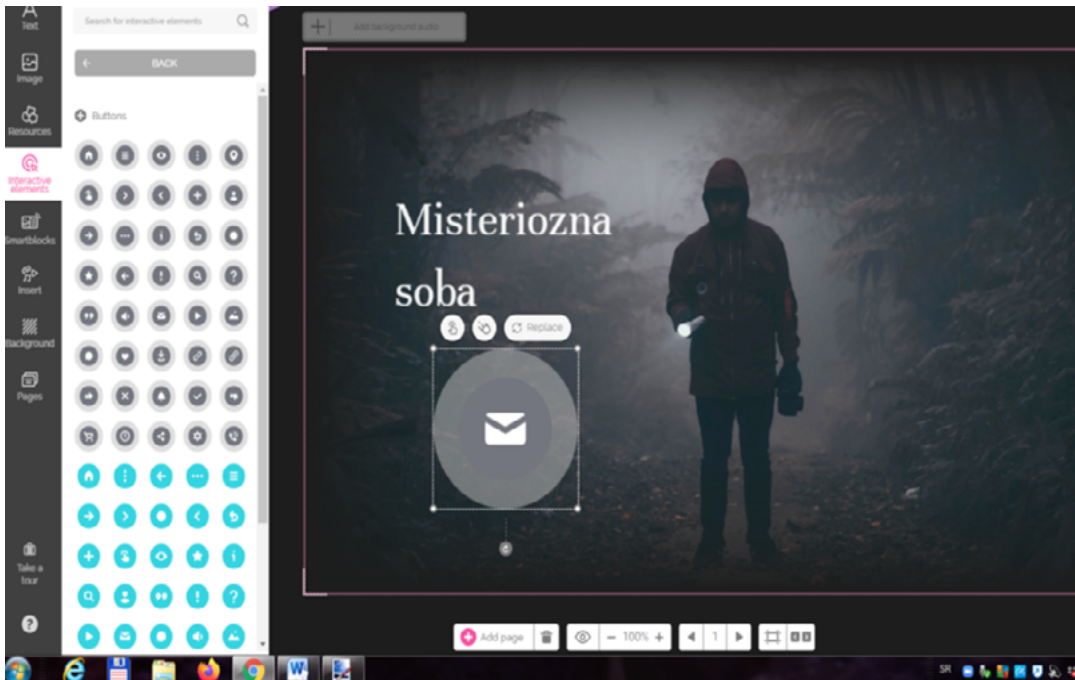 Text
Image
Resources
Interactive
elements
Smartblocks
Insert
Background
Pages
Take a
tour
?
Search for interactive elements
BACK
Buttons
Add background audio
Misteriozna
soba
Replace
Add page
100%
1
SR